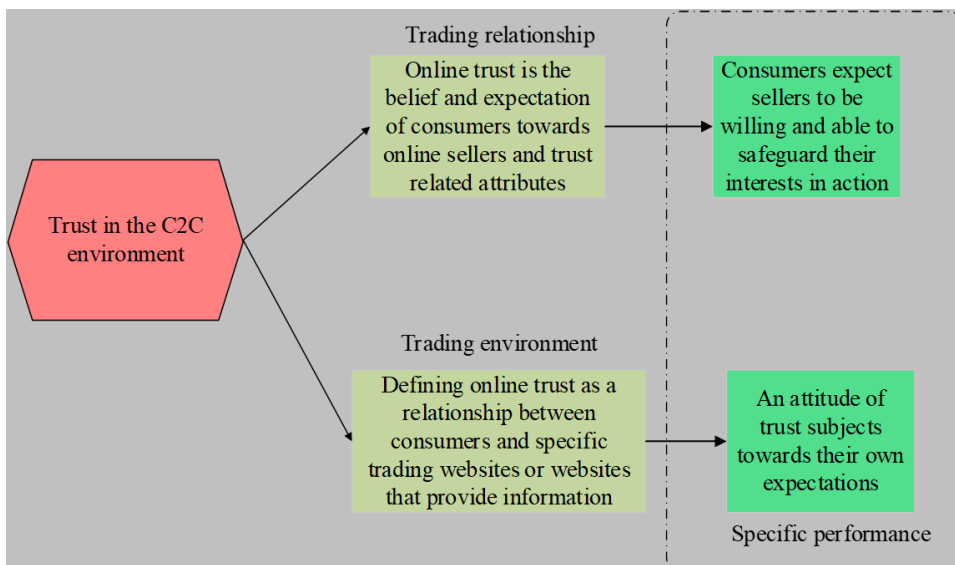 Trust in the C2C
environment
Trading relationship
Online trust is the
belief and expectation
of consumers towards
online sellers and trust
related attributes
Consumers expect
sellers to be
willing and able to
safeguard their
interests in action
Trading environment
Defining online trust as a
relationship between
consumers and specific
trading websites or websites
that provide information
An attitude of
trust subjects
towards their own
expectations
Specific performance